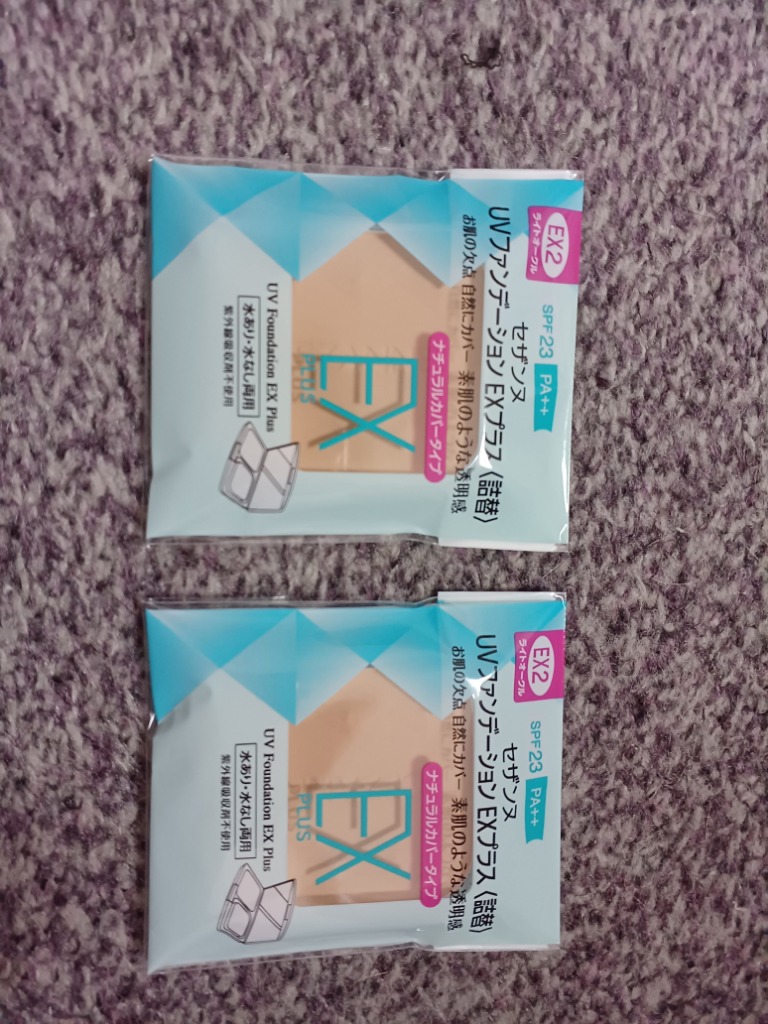 EX2
ライトオークル
SPF23 PA++
セザンヌ
UVファンデーション EXプラス〈詰替〉
お肌の欠点 自然にカバー 素肌のような透明感
ナチュラルカバータイプ
EX
PLUS
UV Foundation EX Plus
水あり・水なし両用
紫外線吸収剤不使用
EX2
ライトオークル
SPF23 PA++
セザンヌ
UVファンデーション EXプラス〈詰替〉
お肌の欠点 自然にカバー 素肌のような透明感
ナチュラルカバータイプ
EX
PLUS
UV Foundation EX Plus
水あり・水なし両用
紫外線吸収剤不使用